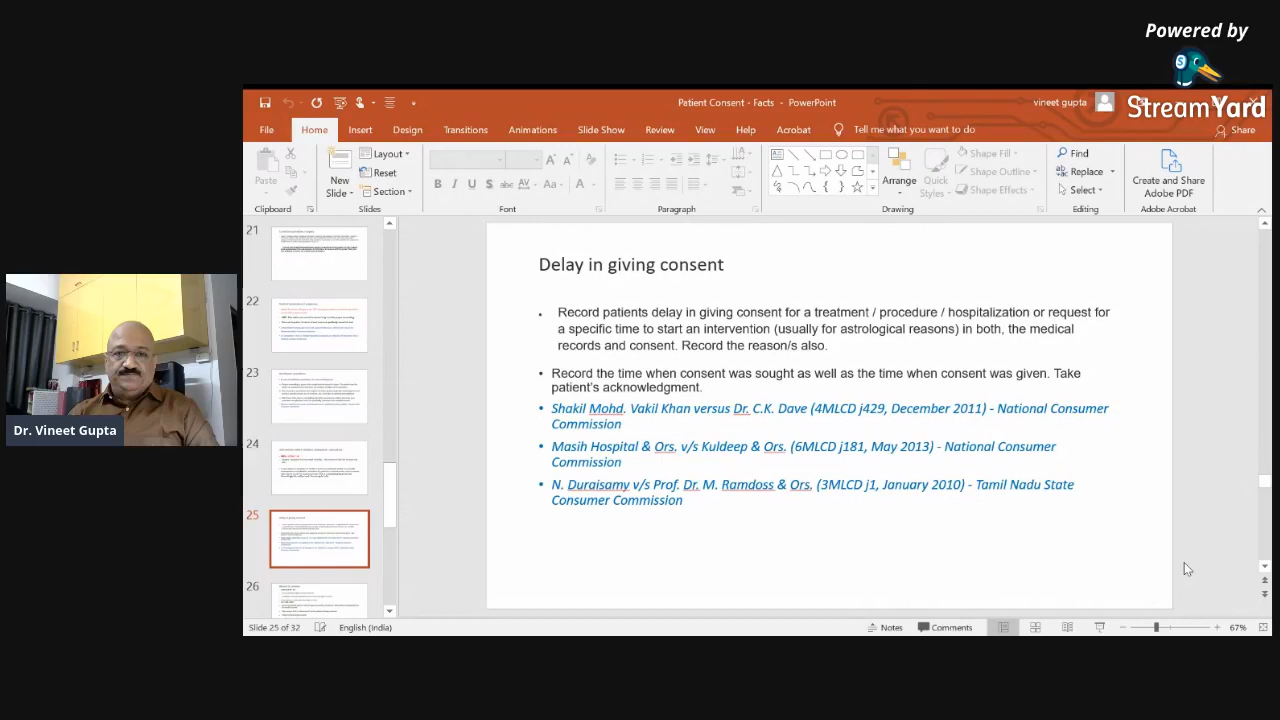 Powered by
StreamYard
Patient Consent - Facts - PowerPoint
vineet gupta
File Home Insert Design Transitions Animations Slide Show Review View Help Acrobat Tell me what you want to do
Share
Paste
New
Slide
Layout
Reset
Section
B I U S abc AV Aa A
Arrange
Quick
Styles
Shape Fill
Shape Outline
Shape Effects
Find
Replace
Select
Create and Share
Adobe PDF
Clipboard Slides Font Paragraph Drawing Editing Adobe Acrobat
21
22
23
24
25
26
Delay in giving consent
• Record patients delay in giving consent for a treatment / procedure / hospitalization or request for
a specific time to start an intervention (usually for astrological reasons) in both the medical
records and consent. Record the reason/s also.
• Record the time when consent was sought as well as the time when consent was given. Take
patient's acknowledgment.
• Shakil Mohd. Vakil Khan versus Dr. C.K. Dave (4MLCD j429, December 2011) - National Consumer
Commission
• Masih Hospital & Ors. v/s Kuldeep & Ors. (6MLCD j181, May 2013) - National Consumer
Commission
• N. Duraisamy v/s Prof. Dr. M. Ramdoss & Ors. (3MLCD j1, January 2010) - Tamil Nadu State
Consumer Commission
Dr. Vineet Gupta
Slide 25 of 32 English (India)
Notes Comments
67%